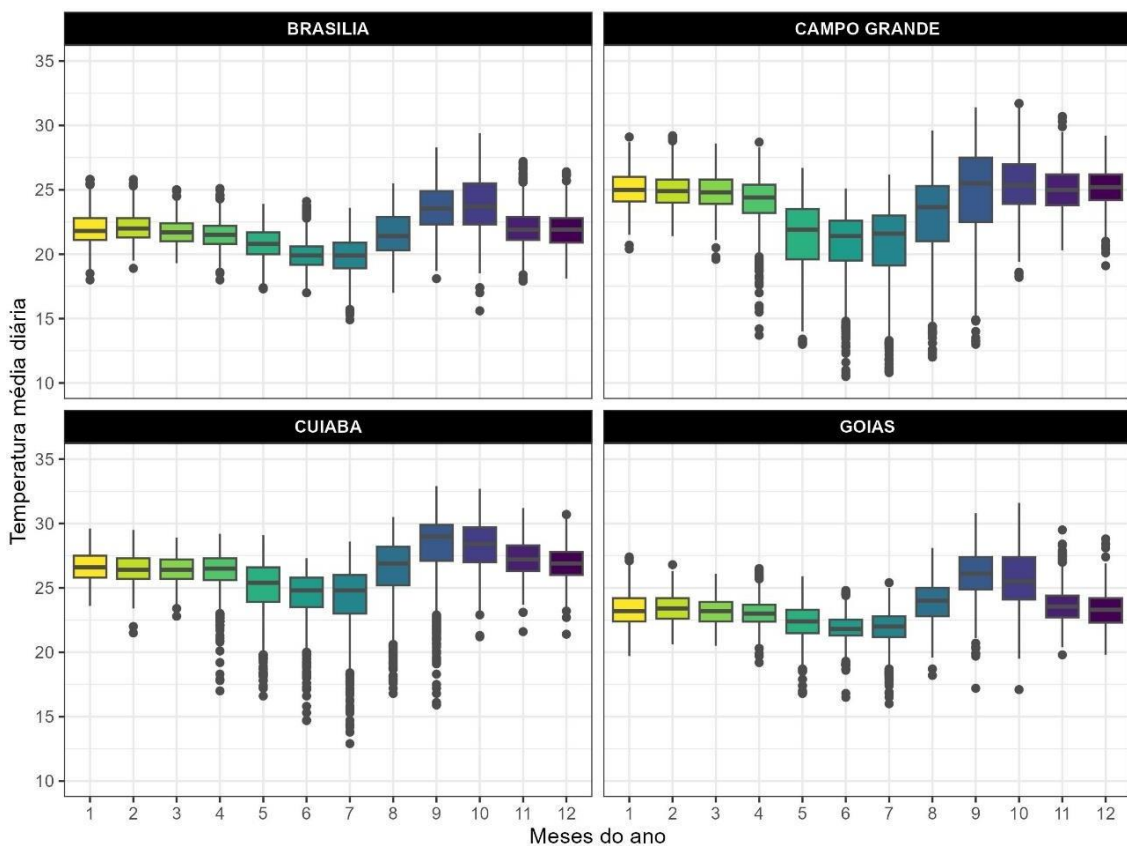 BRASILIA
CAMPO GRANDE
35
30
25
20
15
10
CUIABA
GOIAS
35
30
25
20
15
10
Temperatura média diária
1 2 3 4 5 6 7 8 9 10 11 12
1 2 3 4 5 6 7 8 9 10 11 12
Meses do ano